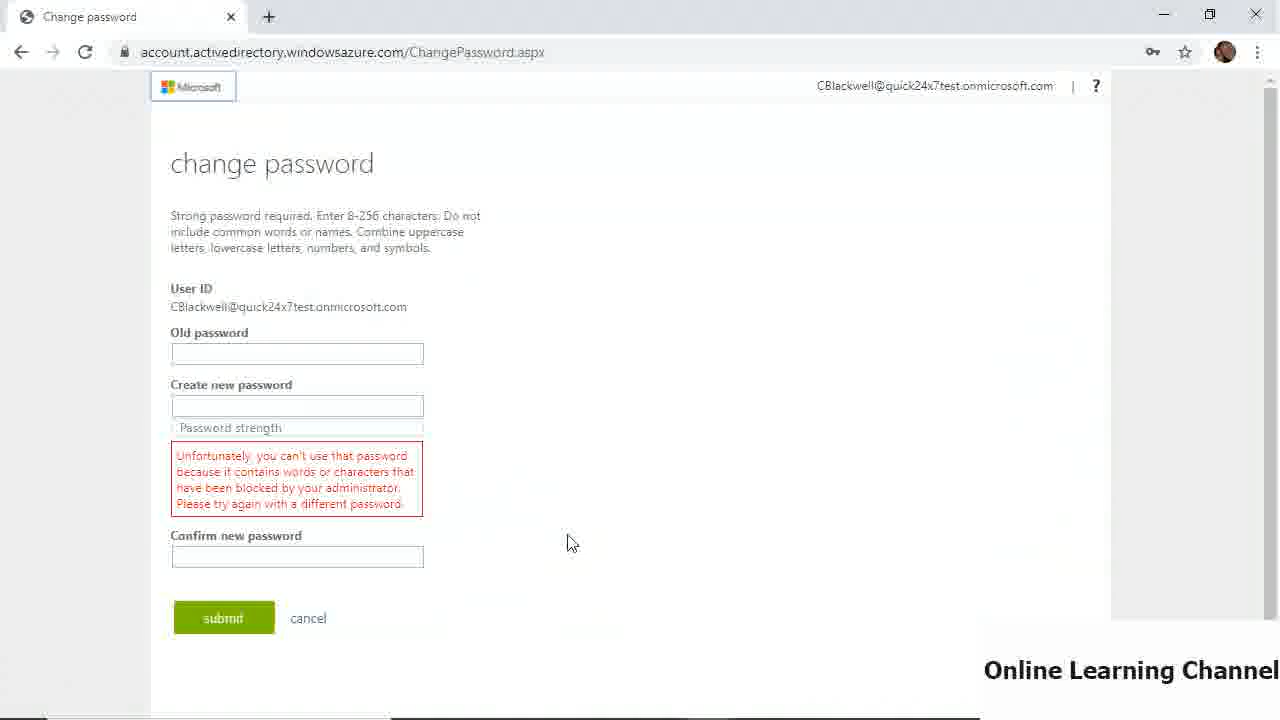 Change password
account.activedirectory.windowsazure.com/ChangePassword.aspx
Microsoft
CBlackwell@quick24x7test.onmicrosoft.com | ?
change password
Strong password required. Enter 8-256 characters. Do not
include common words or names. Combine uppercase
letters, lowercase letters, numbers, and symbols.
User ID
CBlackwell@quick24x7test.onmicrosoft.com
Old password
Create new password
Password strength
Unfortunately, you can't use that password
because it contains words or characters that
have been blocked by your administrator.
Please try again with a different password.
Confirm new password
submit
cancel
Online Learning Channel